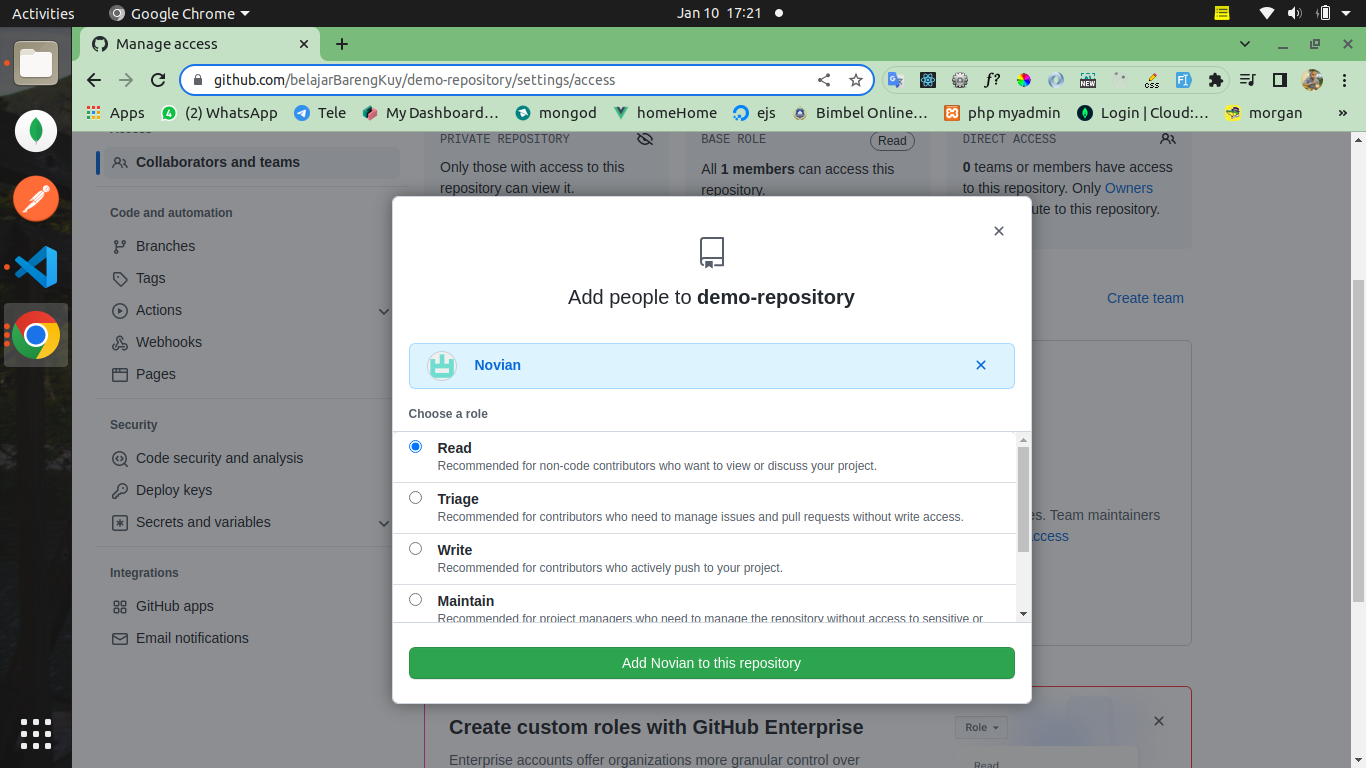 Activities
Google Chrome
Jan 10 17:21
Manage access
github.com/belajarBarengKuy/demo-repository/settings/access
Apps
(2) WhatsApp
Tele
My Dashboard…
mongod
homeHome
ejs
Bimbel Online…
php myadmin
Login | Cloud:…
morgan
»
Collaborators and teams
Code and automation
Branches
Tags
Actions
Webhooks
Pages
Security
Code security and analysis
Deploy keys
Secrets and variables
Integrations
GitHub apps
Email notifications
PRIVATE REPOSITORY
Only those with access to this
repository can view it.
BASE ROLE
Read
All 1 members can access this
repository.
DIRECT ACCESS
0 teams or members have access
to this repository. Only Owners
ute to this repository.
Create team
Add people to demo-repository
Novian
Choose a role
Read
Recommended for non-code contributors who want to view or discuss your project.
Triage
Recommended for contributors who need to manage issues and pull requests without write access.
Write
Recommended for contributors who actively push to your project.
Maintain
Recommended for project managers who need to manage the repository without access to sensitive or
Add Novian to this repository
es. Team maintainers
ccess
Create custom roles with GitHub Enterprise
Enterprise accounts offer organizations more granular control over
Role
Read